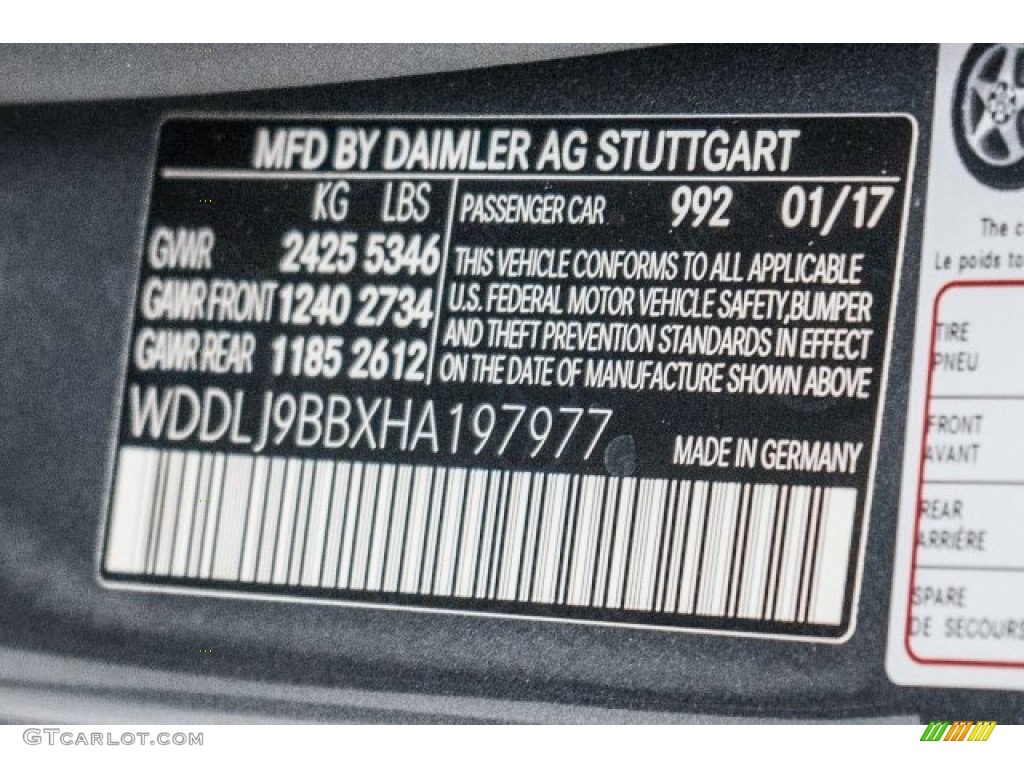 MFD BY DAIMLER AG STUTTGART
KG LBS
GVWR 2425 5346
GAWR FRONT 1240 2734
GAWR REAR 1185 2612
PASSENGER CAR 992 01/17
THIS VEHICLE CONFORMS TO ALL APPLICABLE
U.S. FEDERAL MOTOR VEHICLE SAFETY,BUMPER
AND THEFT PREVENTION STANDARDS IN EFFECT
ON THE DATE OF MANUFACTURE SHOWN ABOVE
WDDLJ9BBXHA197977
MADE IN GERMANY
The
Le poids
TIRE
PNEU
FRONT
AVANT
REAR
ARRIÈRE
SPARE
DE SECOURS
GTcarlot.com